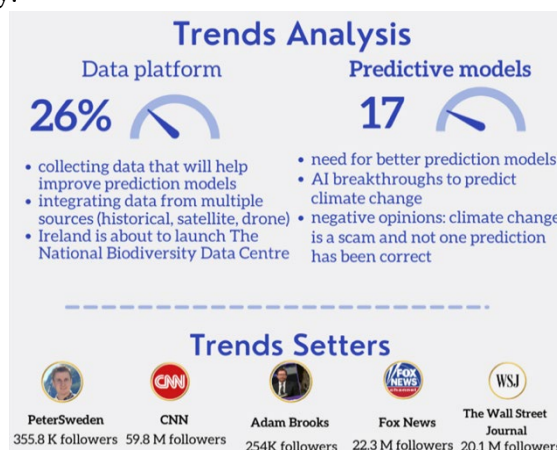 y.
Trends Analysis
Data platform
26%
• collecting data that will help
improve prediction models
• integrating data from multiple
sources (historical, satellite, drone)
• Ireland is about to launch The
National Biodiversity Data Centre
Predictive models
17
• need for better prediction models
• AI breakthroughs to predict
climate change
• negative opinions: climate change
is a scam and not one prediction
has been correct
Trends Setters
PeterSweden
355.8 K followers
CNN
CNN
59.8 M followers
Adam Brooks
254K followers
FOX
NEWS
channel
Fox News
22.3 M followers
WSJ
The Wall Street
Journal
20.1 M followers